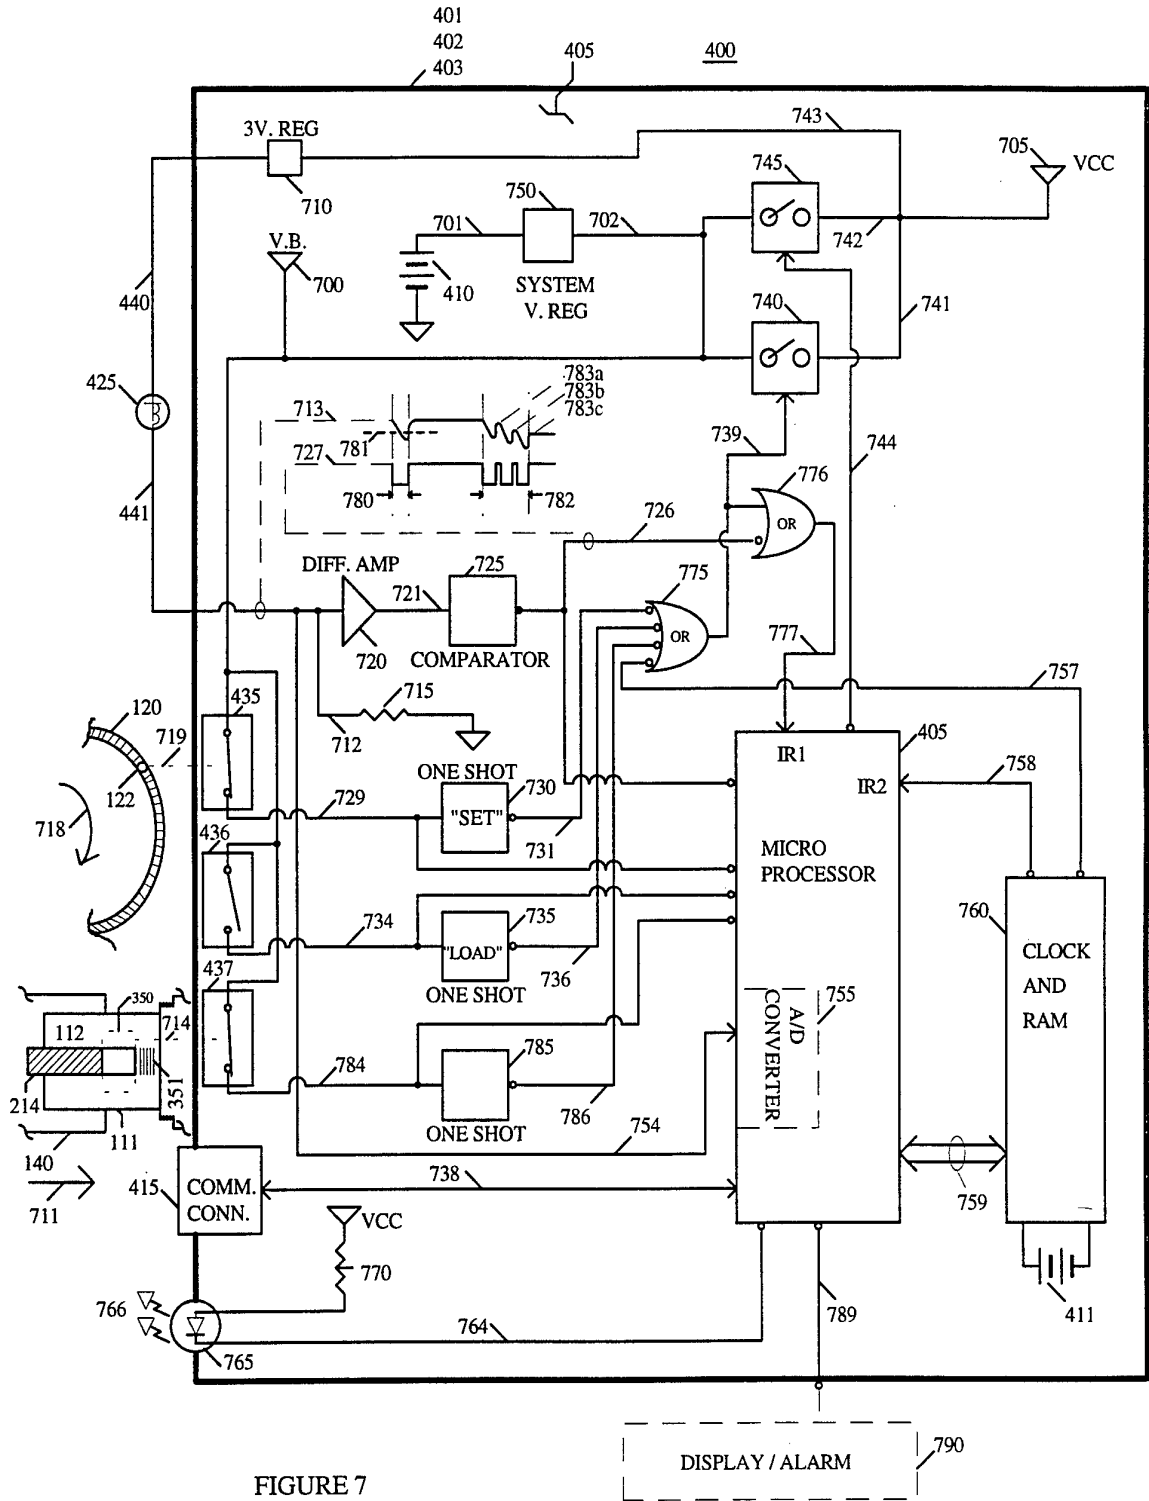 401
402
403
405
400
3V. REG
710
743
705
VCC
745
750
701
702
742
V.B.
700
410
SYSTEM
V. REG
740
741
440
425
713
783a
783b
783c
781
727
780
782
739
744
776
OR
441
726
DIFF. AMP
725
721
720
COMPARATOR
775
OR
777
757
715
712
120
719
435
122
718
ONE SHOT
730
"SET"
729
731
IR1
405
758
IR2
436
MICRO
PROCESSOR
735
"LOAD"
734
736
ONE SHOT
760
CLOCK
AND
RAM
437
350
714
112
351
214
111
140
711
784
785
786
ONE SHOT
755
A/D
CONVERTER
754
415
COMM.
CONN.
738
759
VCC
770
411
766
765
764
789
790
DISPLAY / ALARM
FIGURE 7